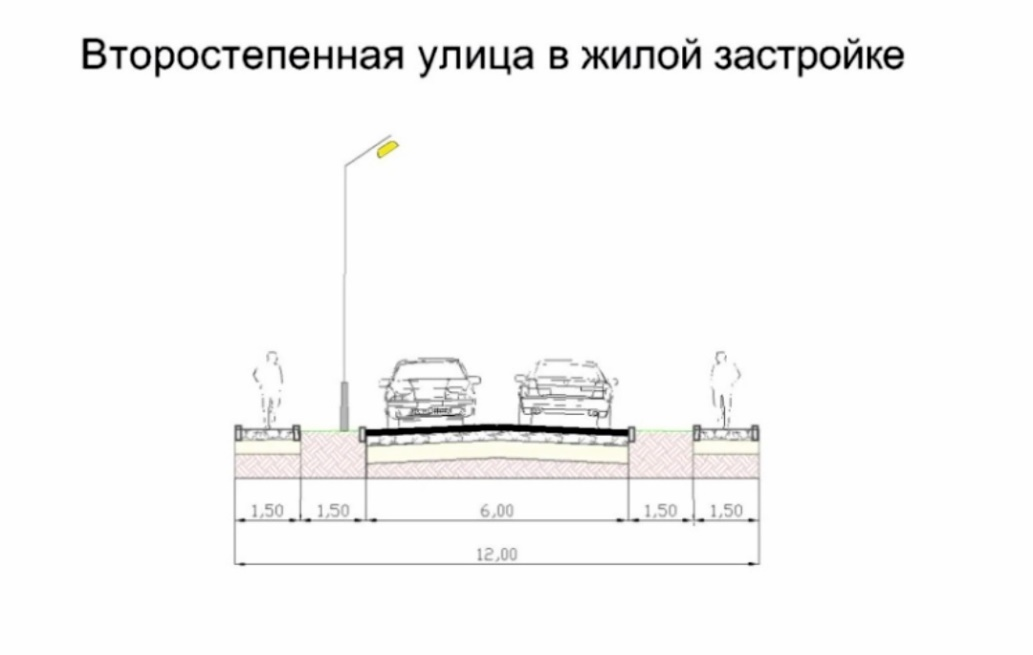 Второстепенная улица в жилой застройке
1,50 1,50 6,00 1,50 1,50
12,00